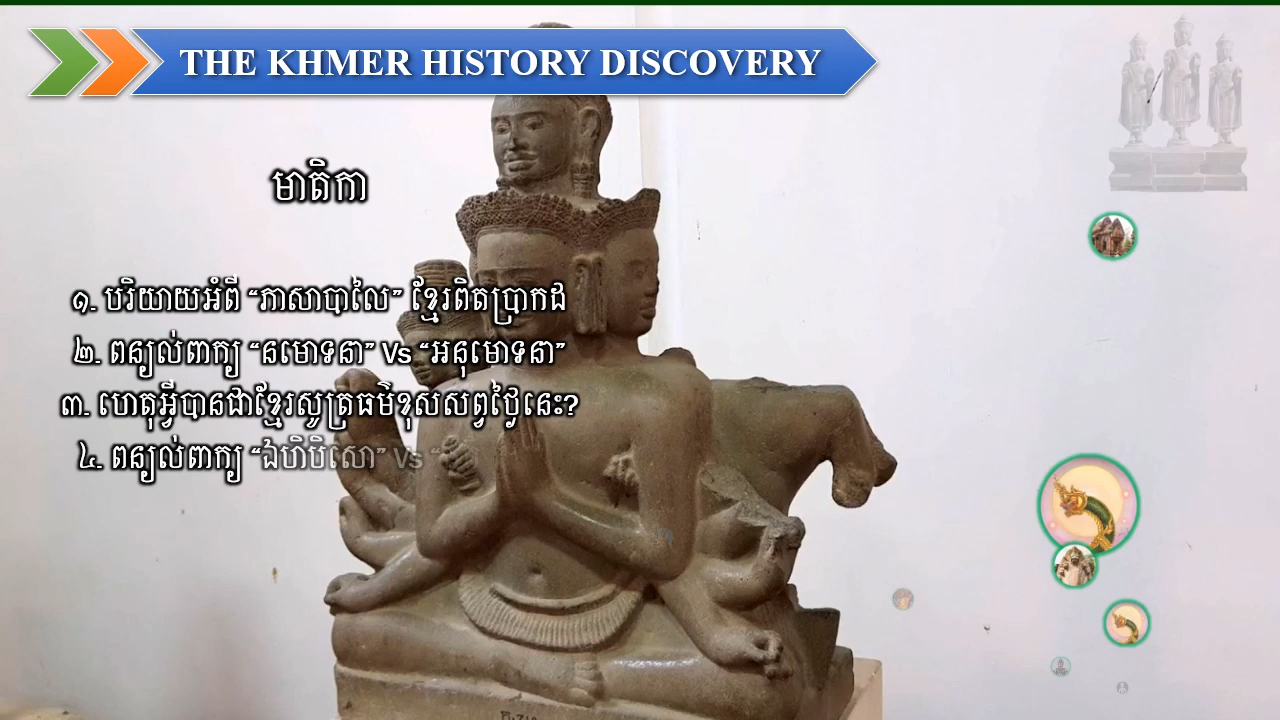 THE KHMER HISTORY DISCOVERY
មាតិកា
១. បរិយាយអំពី “ភាសាបាលៃ” ខ្មែរពិតប្រាកដ
២. ពន្យល់ពាក្យ “នមោទនា” Vs “អនុមោទនា”
៣. ហេតុអ្វីបានជាខ្មែរសូត្រធម៌ខុសសព្វថ្ងៃនេះ?
៤. ពន្យល់ពាក្យ “ឯហិបិសោ” Vs “